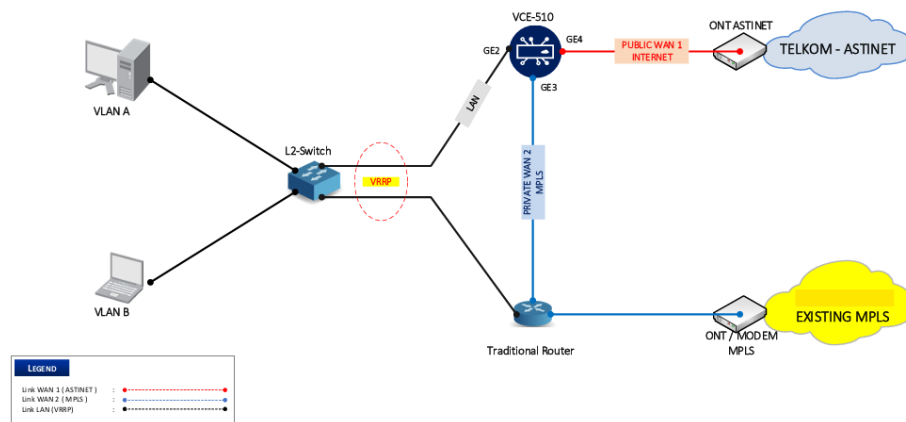 VCE-510
GE4
GE2
GE3
PUBLIC WAN 1
INTERNET
ONT ASTINET
TELKOM - ASTINET
VLAN A
LAN
L2-Switch
VRRP
PRIVATE WAN 2
MPLS
VLAN B
Traditional Router
ONT / MODEM
MPLS
EXISTING MPLS
LEGEND
Link WAN 1 ( ASTINET ) :
Link WAN 2 ( MPLS ) :
Link LAN (VRRP) :